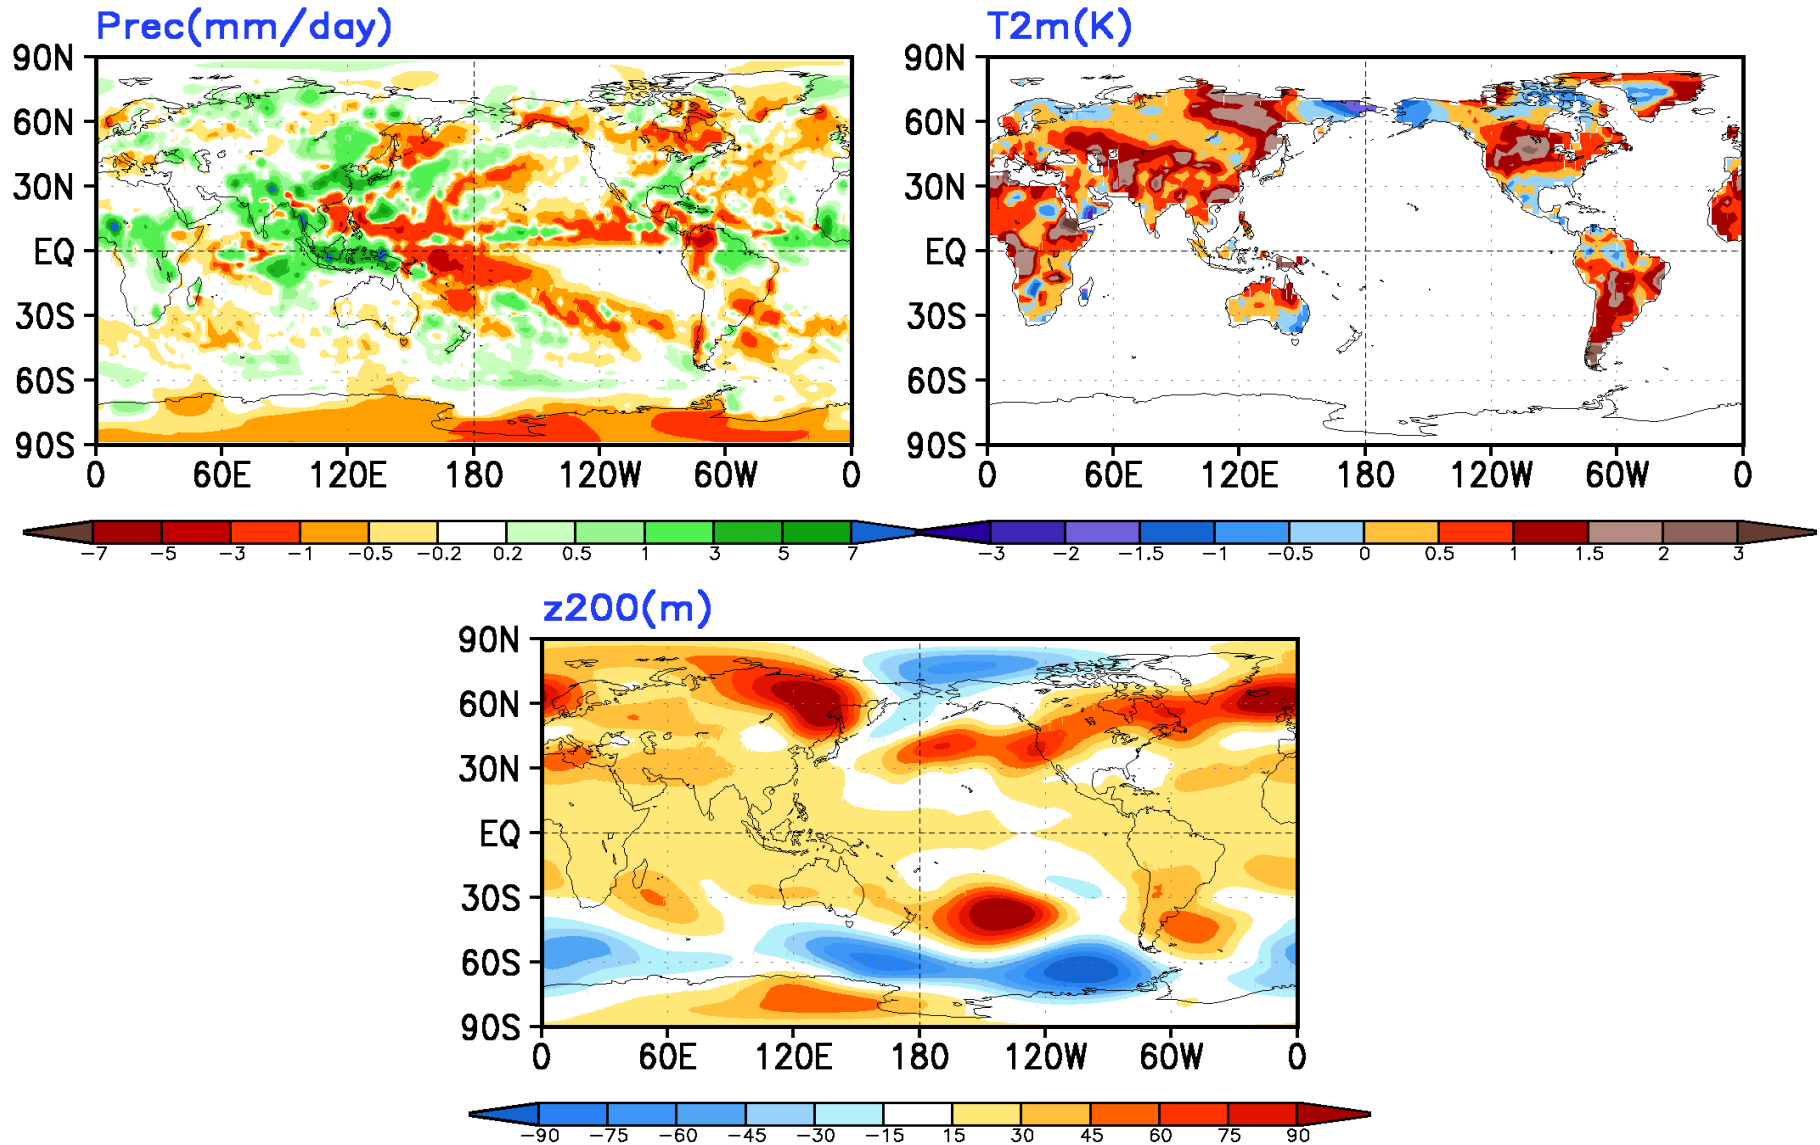 Prec(mm/day)
90N
60N
30N
EQ
30S
60S
90S
0 60E 120E 180 120W 60W 0
-7 -5 -3 -1 -0.5 -0.2 0.2 0.5 1 3 5 7
T2m(K)
90N
60N
30N
EQ
30S
60S
90S
0 60E 120E 180 120W 60W 0
-3 -2 -1.5 -1 -0.5 0 0.5 1 1.5 2 3
z200(m)
90N
60N
30N
EQ
30S
60S
90S
0 60E 120E 180 120W 60W 0
-90 -75 -60 -45 -30 -15 15 30 45 60 75 90